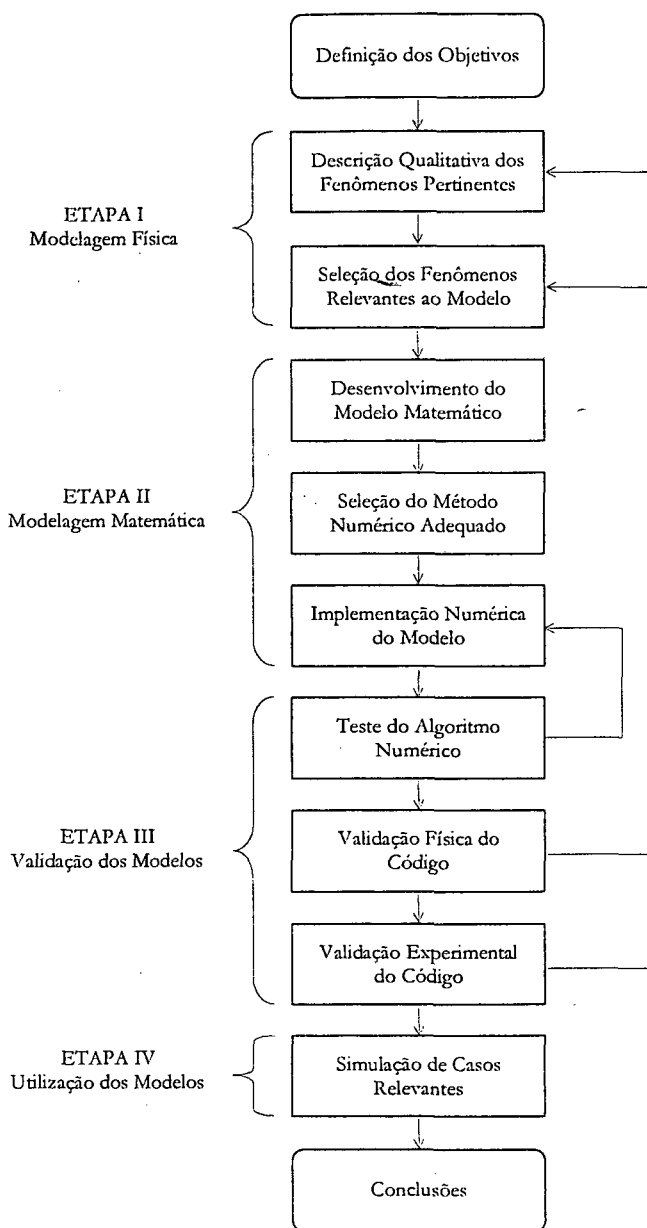 Definição dos Objetivos
Descrição Qualitativa dos
Fenômenos Pertinentes
ETAPA I
Modelagem Física
Seleção dos Fenômenos
Relevantes ao Modelo
Desenvolvimento do
Modelo Matemático
ETAPA II
Modelagem Matemática
Seleção do Método
Numérico Adequado
Implementação Numérica
do Modelo
Teste do Algoritmo
Numérico
ETAPA III
Validação dos Modelos
Validação Física do
Código
Validação Experimental
do Código
ETAPA IV
Utilização dos Modelos
Simulação de Casos
Relevantes
Conclusões